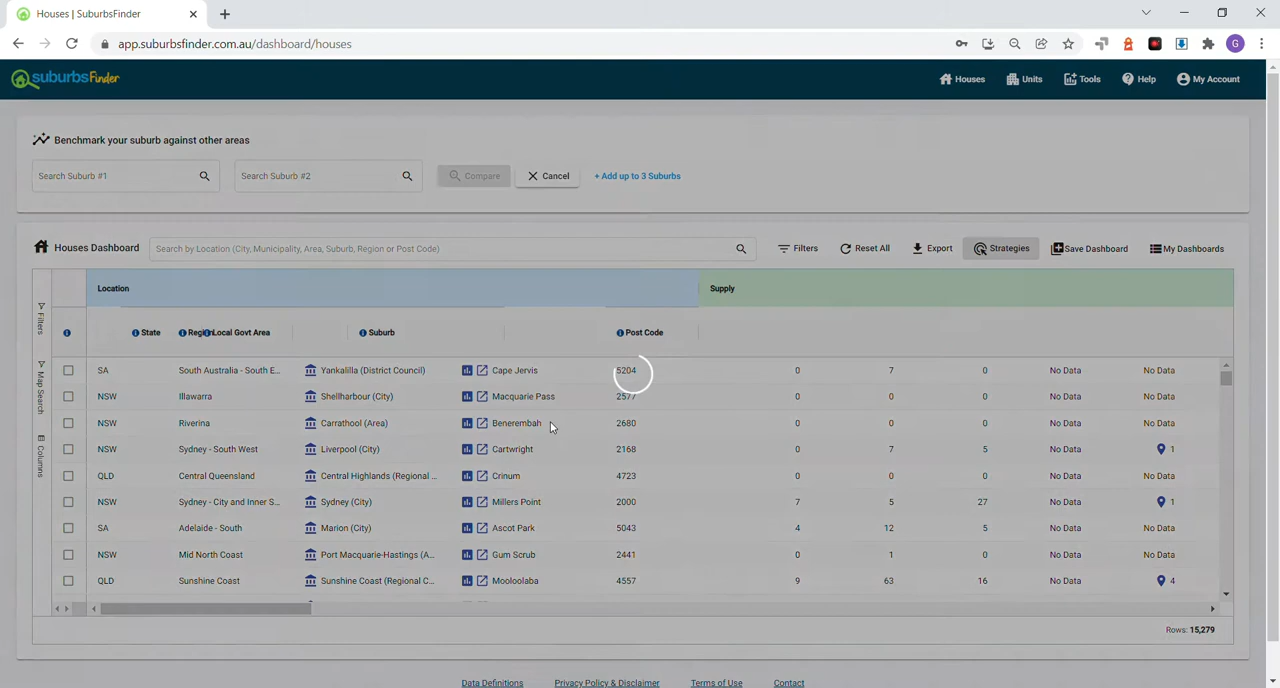 Houses | SuburbsFinder
app.suburbsfinder.com.au/dashboard/houses
G
suburbsFinder
Houses Units Tools Help My Account
Benchmark your suburb against other areas
Search Suburb #1 Search Suburb #2 Compare Cancel + Add up to 3 Suburbs
Houses Dashboard Search by Location (City, Municipality, Area, Suburb, Region or Post Code) Filters Reset All Export Strategies Save Dashboard My Dashboards
Location Supply
Filters
Map Search
Columns
State Region Local Govt Area Suburb Post Code
SA South Australia - South E... Yankalilla (District Council) Cape Jervis 5204 0 7 0 No Data No Data
NSW Illawarra Shellharbour (City) Macquarie Pass 2577 0 0 0 No Data No Data
NSW Riverina Carrathool (Area) Benerembah 2680 0 0 0 No Data No Data
NSW Sydney - South West Liverpool (City) Cartwright 2168 0 7 5 No Data 1
QLD Central Queensland Central Highlands (Regional ... Crinum 4723 0 0 0 No Data No Data
NSW Sydney - City and Inner S... Sydney (City) Millers Point 2000 7 5 27 No Data 1
SA Adelaide - South Marion (City) Ascot Park 5043 4 12 5 No Data No Data
NSW Mid North Coast Port Macquarie-Hastings (A... Gum Scrub 2441 0 1 0 No Data No Data
QLD Sunshine Coast Sunshine Coast (Regional C... Mooloolaba 4557 9 63 16 No Data 4
Rows: 15,279
Data Definitions Privacy Policy & Disclaimer Terms of Use Contact